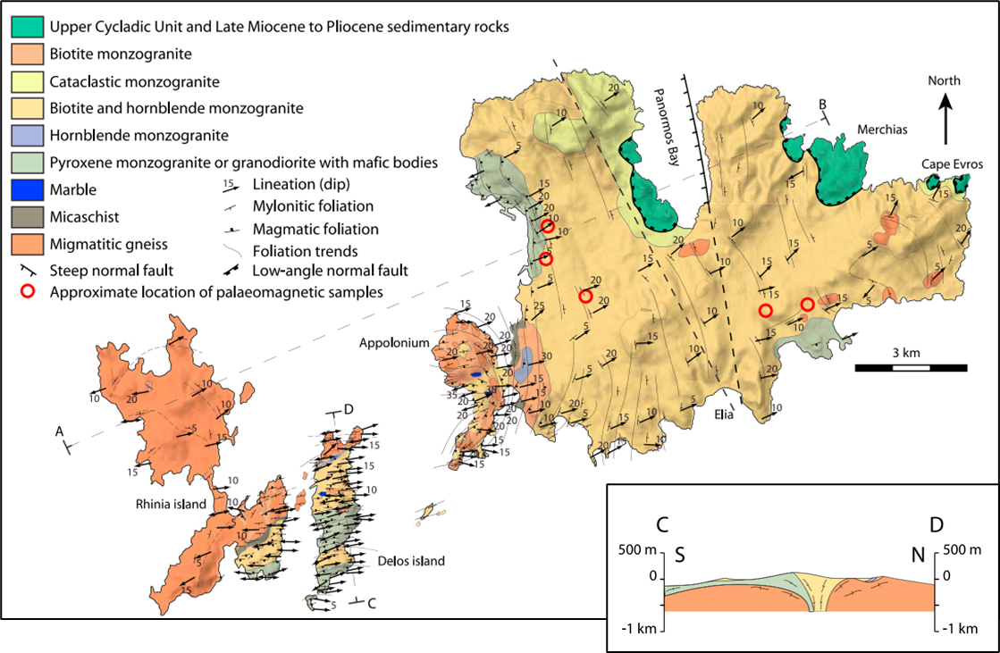 Upper Cycladic Unit and Late Miocene to Pliocene sedimentary rocks
Biotite monzogranite
Cataclastic monzogranite
Biotite and hornblende monzogranite
Hornblende monzogranite
Pyroxene monzogranite or granodiorite with mafic bodies
Marble
Micaschist
Migmatitic gneiss
Steep normal fault
Approximate location of palaeomagnetic samples
15 Lineation (dip)
Mylonitic foliation
Magmatic foliation
Foliation trends
Low-angle normal fault
Panormos Bay
B
Merchias
North
Cape Evros
3 km
Elia
Appolonium
A
D
Rhinia island
Delos island
C
C D
500 m S N 500 m
0 0
-1 km -1 km